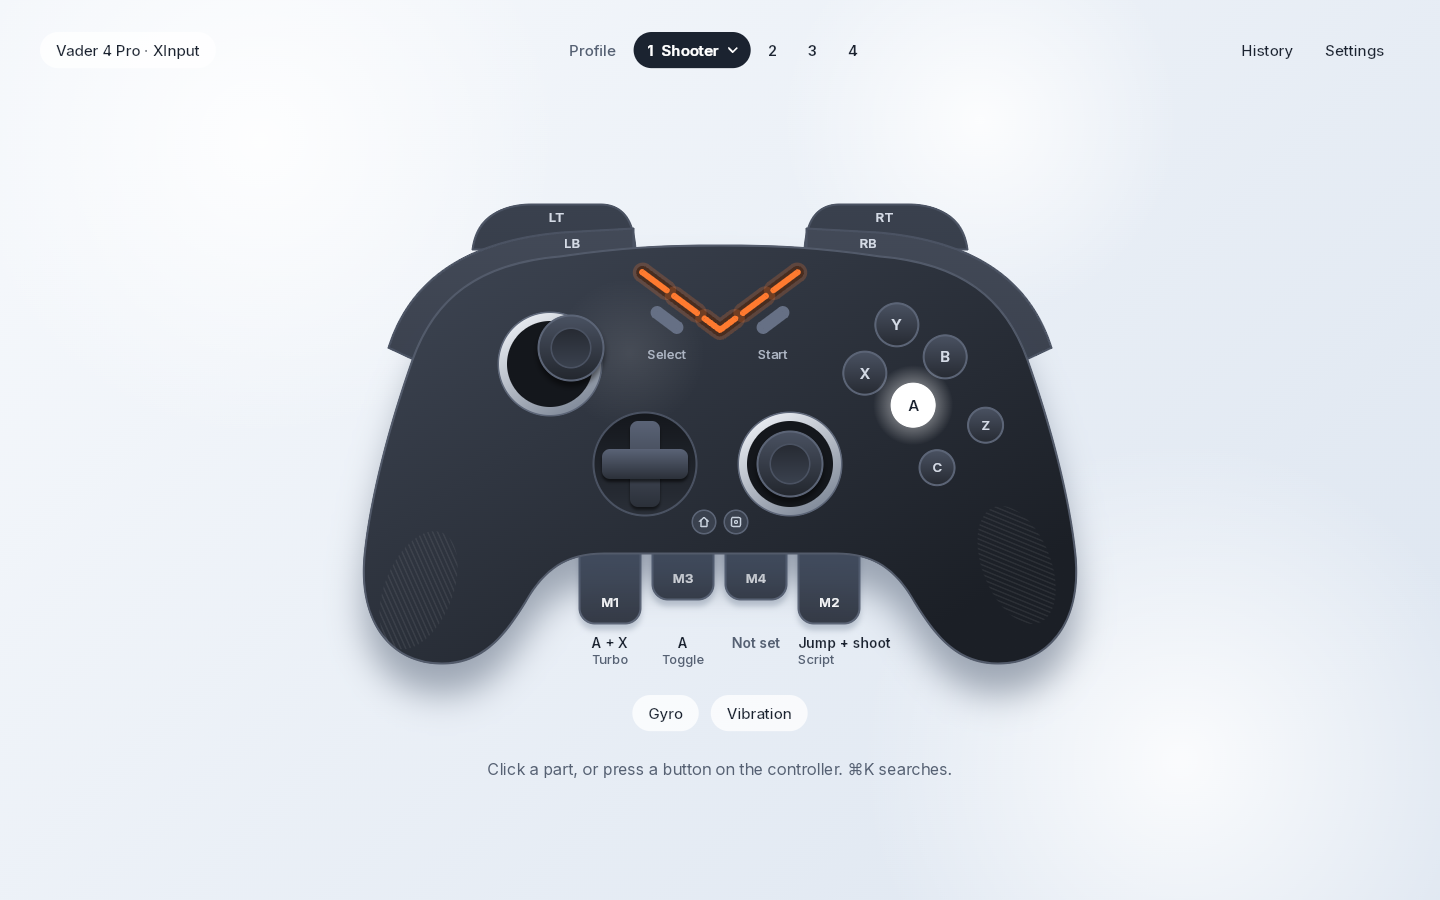 Vader 4 Pro · XInput
Profile
1 Shooter
2
3
4
History
Settings
LT
LB
RT
RB
Select
Start
Y
B
X
A
Z
C
M1
M3
M4
M2
A + X
Turbo
A
Toggle
Not set
Jump + shoot
Script
Gyro
Vibration
Click a part, or press a button on the controller. ⌘K searches.